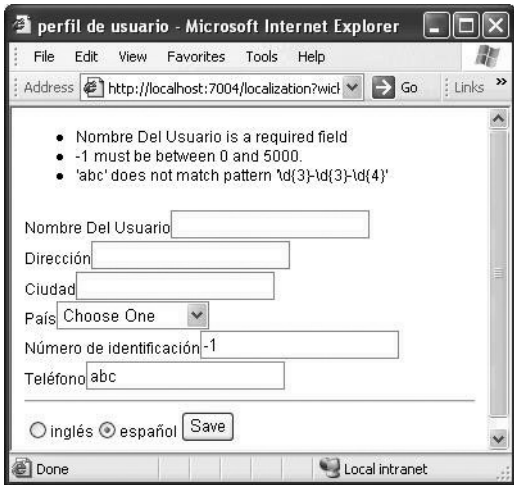 perfil de usuario - Microsoft Internet Explorer
File Edit View Favorites Tools Help
Address http://localhost:7004/localization?wicl Go Links »
Nombre Del Usuario is a required field
-1 must be between 0 and 5000.
'abc' does not match pattern '\d{3}-\d{3}-\d{4}'
Nombre Del Usuario
Dirección
Ciudad
País Choose One
Número de identificación -1
Teléfono abc
inglés español Save
Done Local intranet